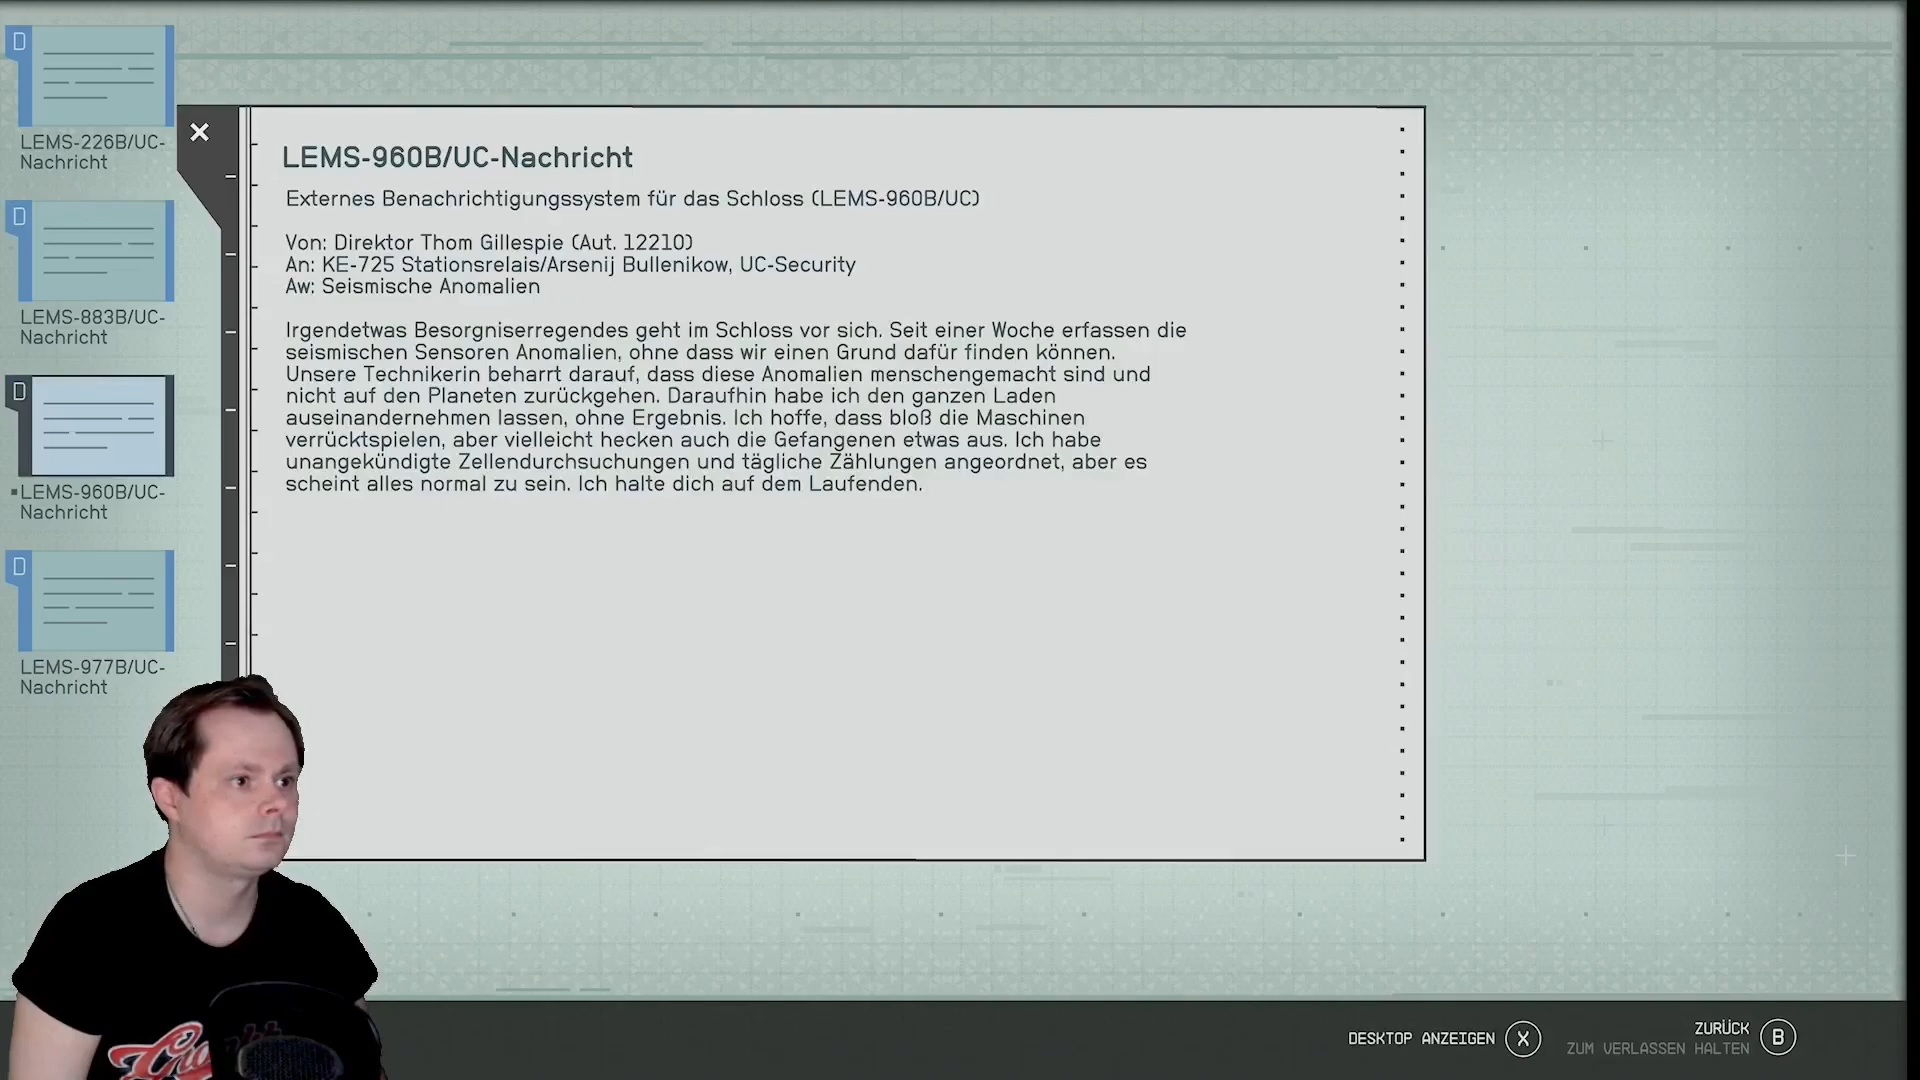 D
LEMS-226B/UC-
Nachricht
D
LEMS-883B/UC-
Nachricht
D
LEMS-960B/UC-
Nachricht
D
LEMS-977B/UC-
Nachricht
LEMS-960B/UC-Nachricht
Externes Benachrichtigungssystem für das Schloss (LEMS-960B/UC)
Von: Direktor Thom Gillespie (Aut. 12210)
An: KE-725 Stationsrelais/Arsenij Bullenikow, UC-Security
Aw: Seismische Anomalien
Irgendetwas Besorgniserregendes geht im Schloss vor sich. Seit einer Woche erfassen die
seismischen Sensoren Anomalien, ohne dass wir einen Grund dafür finden können.
Unsere Technikerin beharrt darauf, dass diese Anomalien menschengemacht sind und
nicht auf den Planeten zurückgehen. Daraufhin habe ich den ganzen Laden
auseinandernehmen lassen, ohne Ergebnis. Ich hoffe, dass bloß die Maschinen
verrücktspielen, aber vielleicht hecken auch die Gefangenen etwas aus. Ich habe
unangekündigte Zellendurchsuchungen und tägliche Zählungen angeordnet, aber es
scheint alles normal zu sein. Ich halte dich auf dem Laufenden.
DESKTOP ANZEIGEN X
ZURÜCK B
ZUM VERLASSEN HALTEN